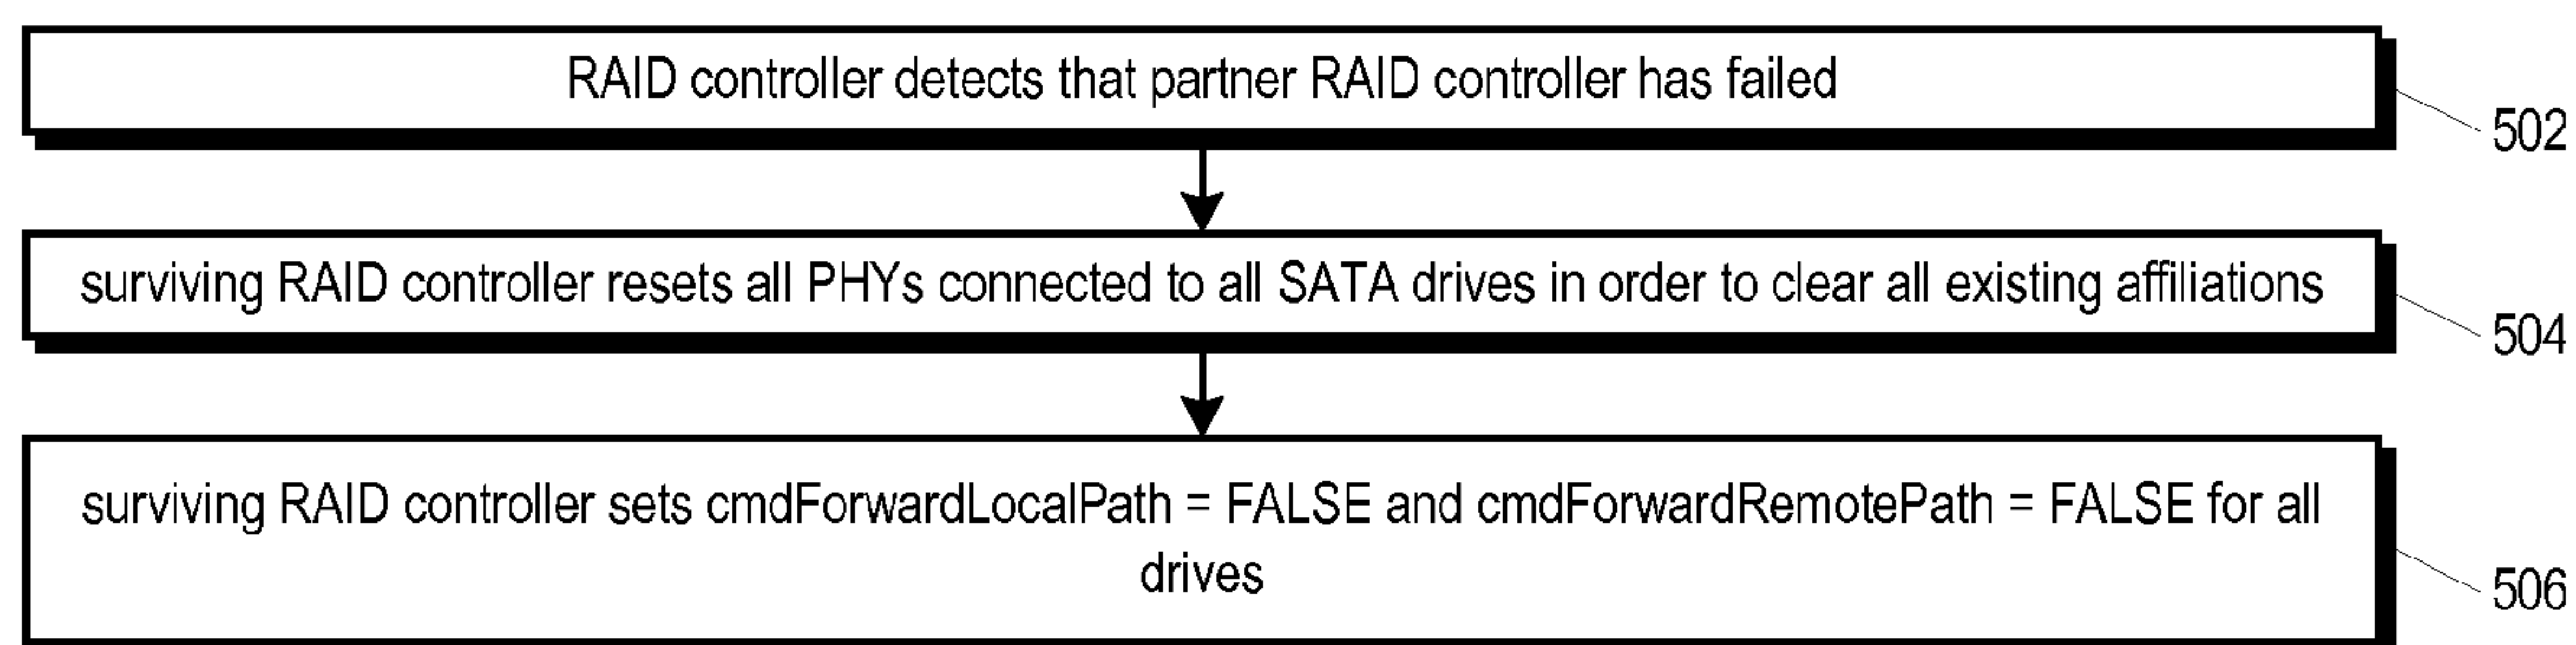 RAID controller detects that partner RAID controller has failed
502
surviving RAID controller resets all PHYs connected to all SATA drives in order to clear all existing affiliations
504
surviving RAID controller sets cmdForwardLocalPath = FALSE and cmdForwardRemotePath = FALSE for all
drives
506